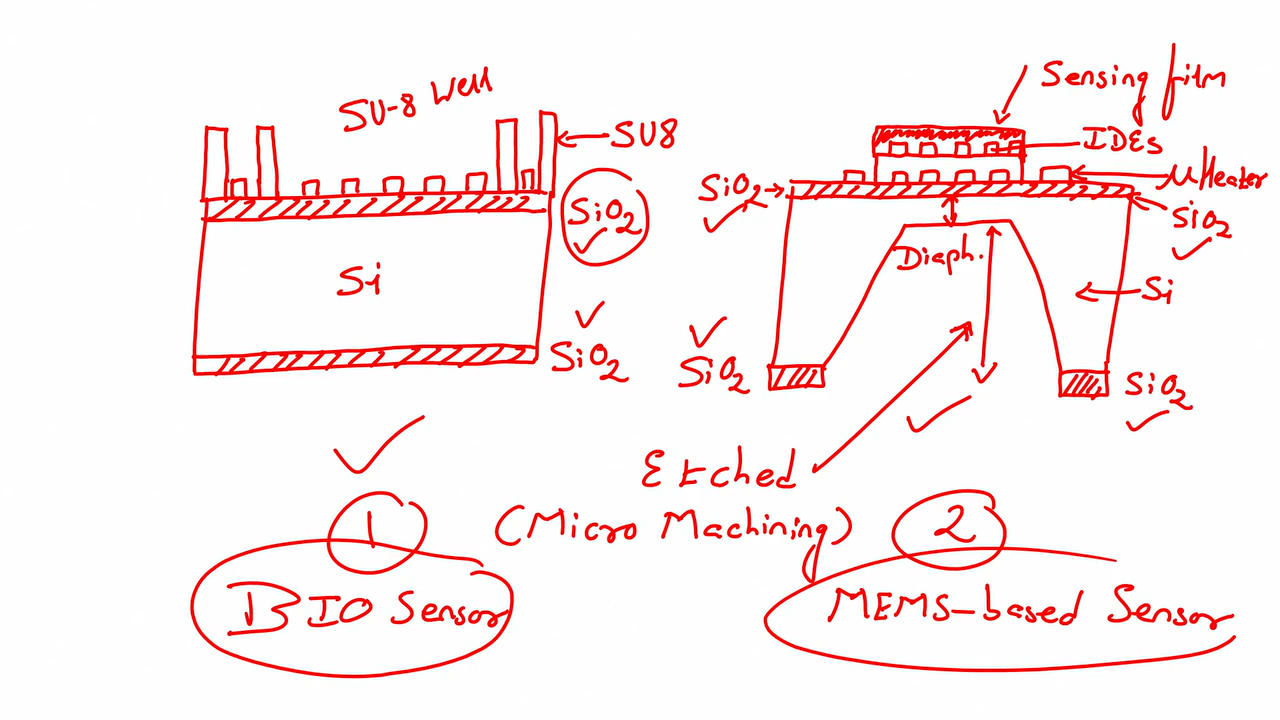 SU-8 Well
SU8
SiO2
Si
SiO2
1
BIO Sensor
Sensing film
IDEs
μHeater
SiO2
SiO2
Diaph.
Si
SiO2
SiO2
Etched
(Micro Machining)
2
MEMS-based Sensor